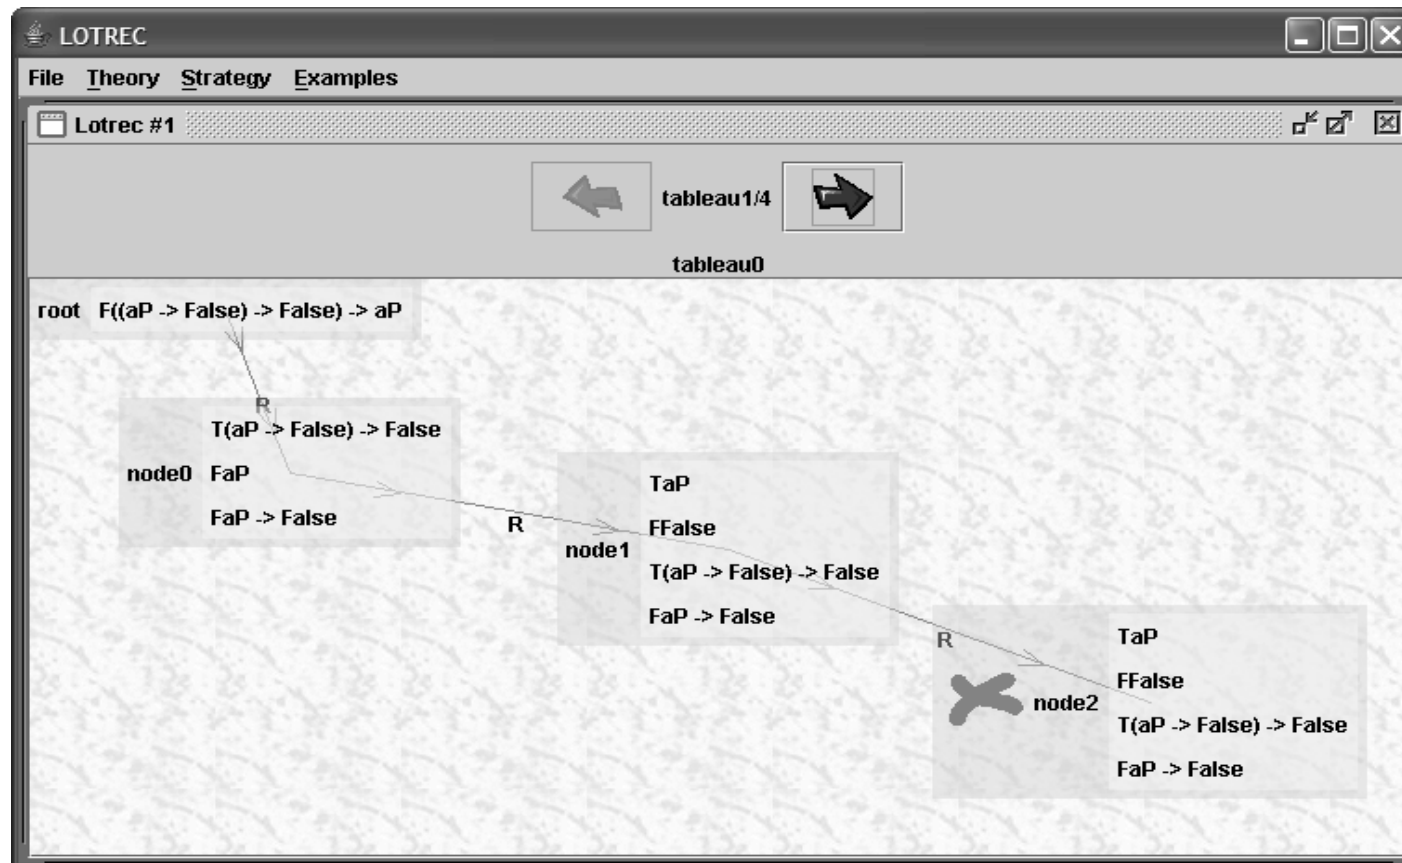 LOTREC
File Theory Strategy Examples
Lotrec #1
tableau1/4
tableau0
root F((aP -> False) -> False) -> aP
R
T(aP -> False) -> False
node0 FaP
FaP -> False
R
TaP
FFalse
node1
T(aP -> False) -> False
FaP -> False
R
TaP
FFalse
node2
T(aP -> False) -> False
FaP -> False